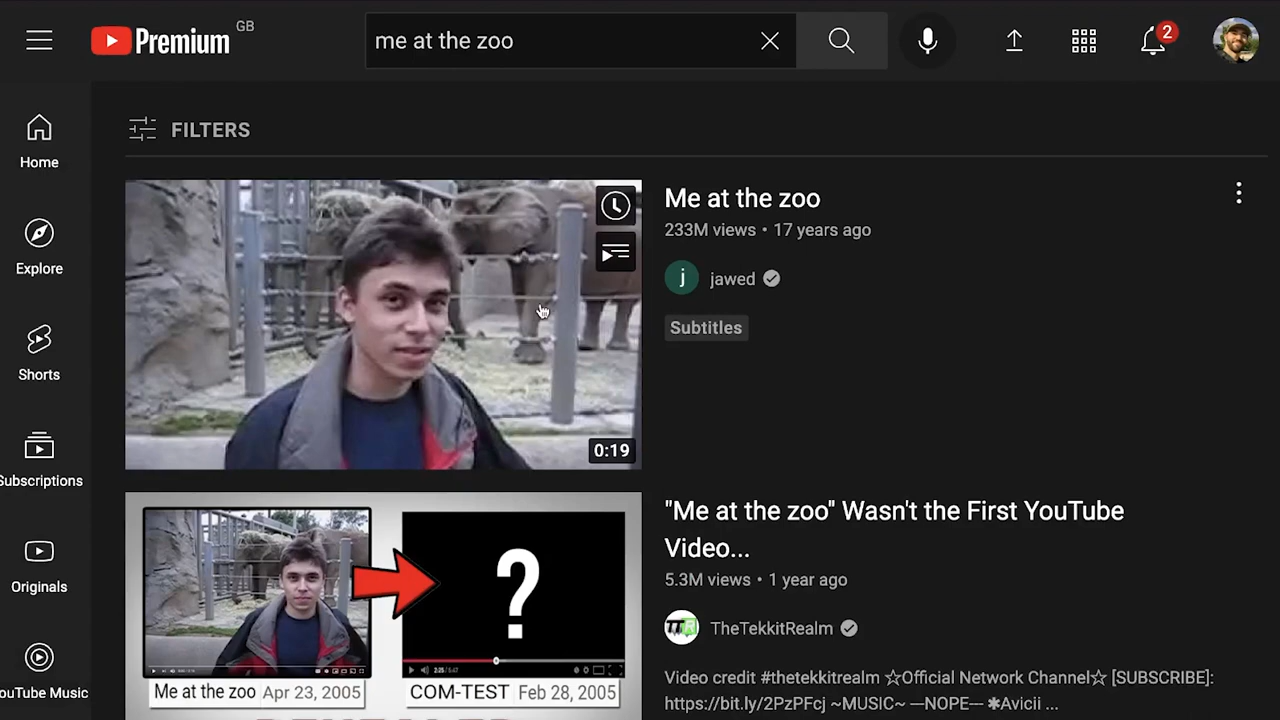 Premium GB
me at the zoo
2
FILTERS
Home
Explore
Shorts
Subscriptions
Originals
YouTube Music
Me at the zoo
233M views • 17 years ago
j jawed
Subtitles
0:19
"Me at the zoo" Wasn't the First YouTube
Video...
5.3M views • 1 year ago
TheTekkitRealm
Video credit #thetekkitrealm ☆Official Network Channel☆ [SUBSCRIBE]:
https://bit.ly/2PzPFcj ~MUSIC~ ---NOPE--- ✱Avicii ...
?
Me at the zoo Apr 23, 2005
COM-TEST Feb 28, 2005